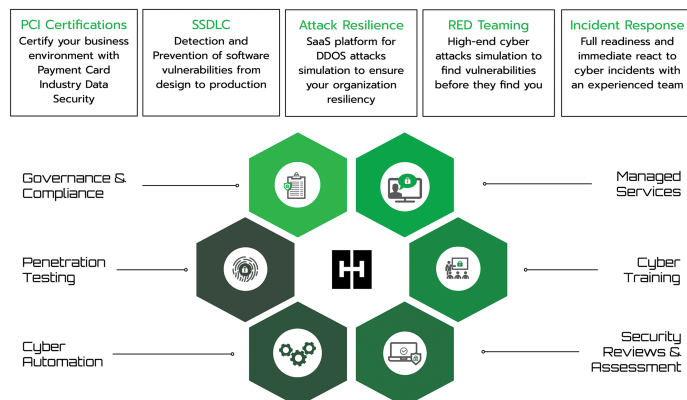 PCI Certifications
Certify your business
environment with
Payment Card
Industry Data
Security
SSDLC
Detection and
Prevention of software
vulnerabilities from
design to production
Attack Resilience
SaaS platform for
DDOS attacks
simulation to ensure
your organization
resiliency
RED Teaming
High-end cyber
attacks simulation to
find vulnerabilities
before they find you
Incident Response
Full readiness and
immediate react to
cyber incidents with
an experienced team
Governance &
Compliance
Managed
Services
Penetration
Testing
Cyber
Training
Cyber
Automation
Security
Reviews &
Assessment